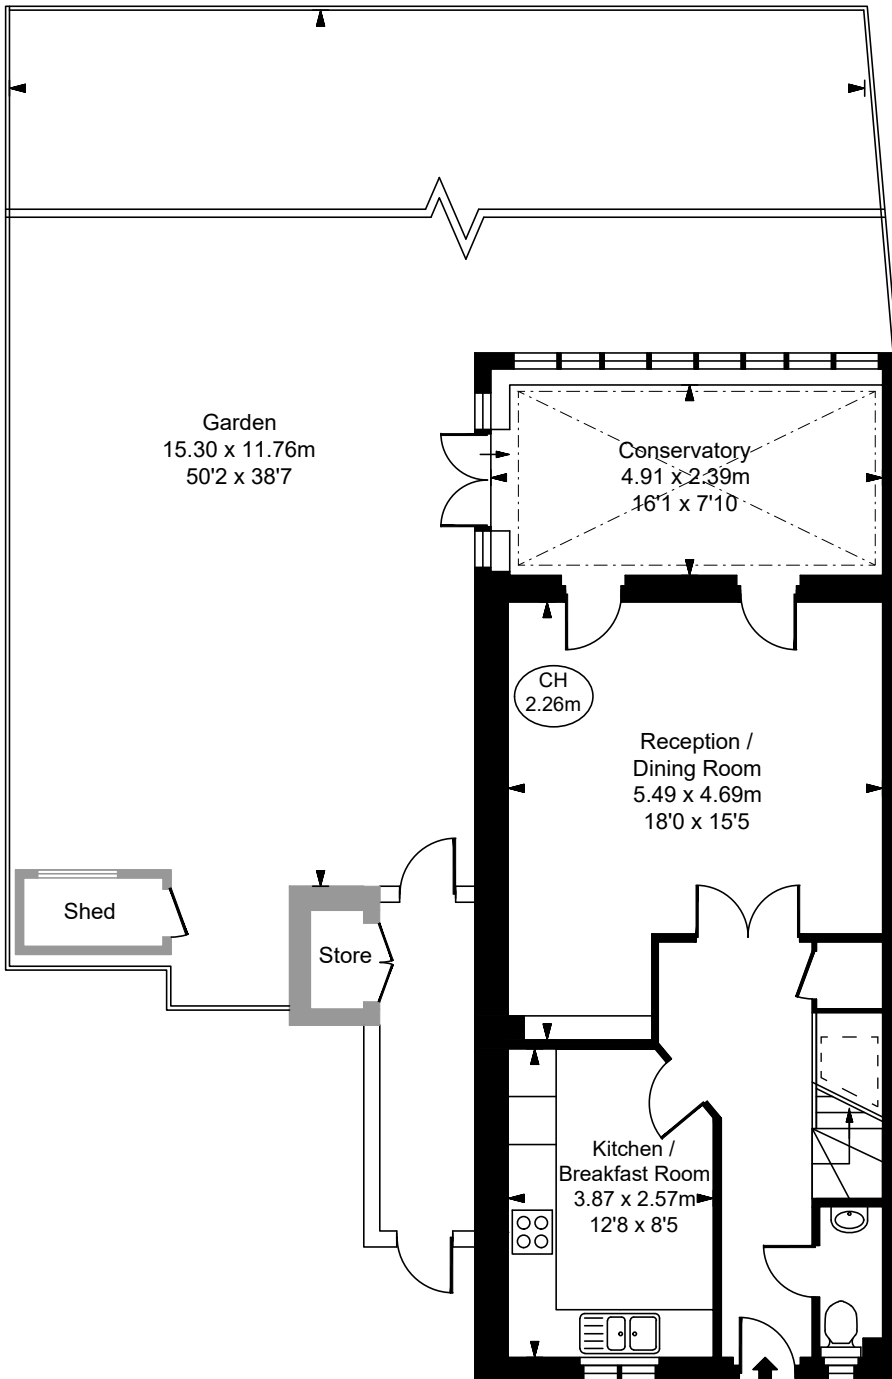 Garden
15.30 x 11.76m
50'2 x 38'7
Conservatory
4.91 x 2.39m
16'1 x 7'10
CH
2.26m
Reception /
Dining Room
5.49 x 4.69m
18'0 x 15'5
Shed
Store
Kitchen /
Breakfast Room
3.87 x 2.57m
12'8 x 8'5